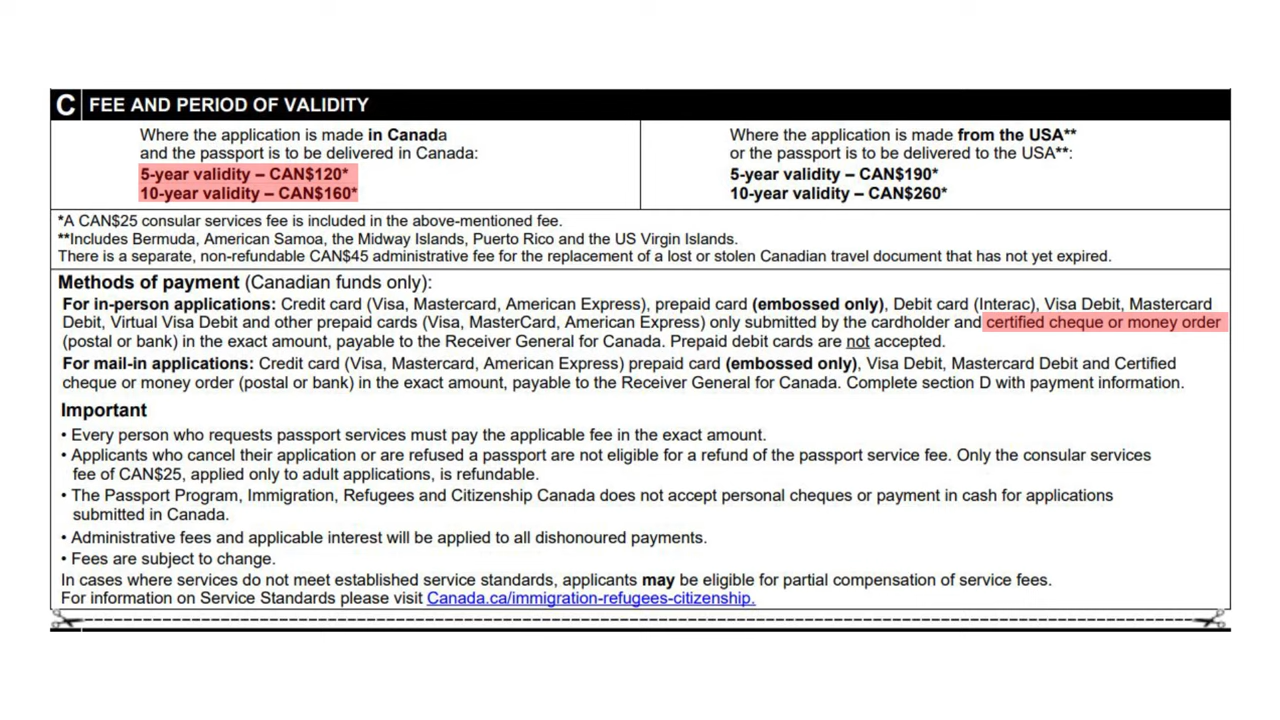 C FEE AND PERIOD OF VALIDITY
Where the application is made in Canada
and the passport is to be delivered in Canada:
5-year validity – CAN$120*
10-year validity – CAN$160*
Where the application is made from the USA**
or the passport is to be delivered to the USA**:
5-year validity – CAN$190*
10-year validity – CAN$260*
*A CAN$25 consular services fee is included in the above-mentioned fee.
**Includes Bermuda, American Samoa, the Midway Islands, Puerto Rico and the US Virgin Islands.
There is a separate, non-refundable CAN$45 administrative fee for the replacement of a lost or stolen Canadian travel document that has not yet expired.
Methods of payment (Canadian funds only):
For in-person applications: Credit card (Visa, Mastercard, American Express), prepaid card (embossed only), Debit card (Interac), Visa Debit, Mastercard
Debit, Virtual Visa Debit and other prepaid cards (Visa, MasterCard, American Express) only submitted by the cardholder and certified cheque or money order
(postal or bank) in the exact amount, payable to the Receiver General for Canada. Prepaid debit cards are not accepted.
For mail-in applications: Credit card (Visa, Mastercard, American Express) prepaid card (embossed only), Visa Debit, Mastercard Debit and Certified
cheque or money order (postal or bank) in the exact amount, payable to the Receiver General for Canada. Complete section D with payment information.
Important
• Every person who requests passport services must pay the applicable fee in the exact amount.
• Applicants who cancel their application or are refused a passport are not eligible for a refund of the passport service fee. Only the consular services
fee of CAN$25, applied only to adult applications, is refundable.
• The Passport Program, Immigration, Refugees and Citizenship Canada does not accept personal cheques or payment in cash for applications
submitted in Canada.
• Administrative fees and applicable interest will be applied to all dishonoured payments.
• Fees are subject to change.
In cases where services do not meet established service standards, applicants may be eligible for partial compensation of service fees.
For information on Service Standards please visit Canada.ca/immigration-refugees-citizenship.